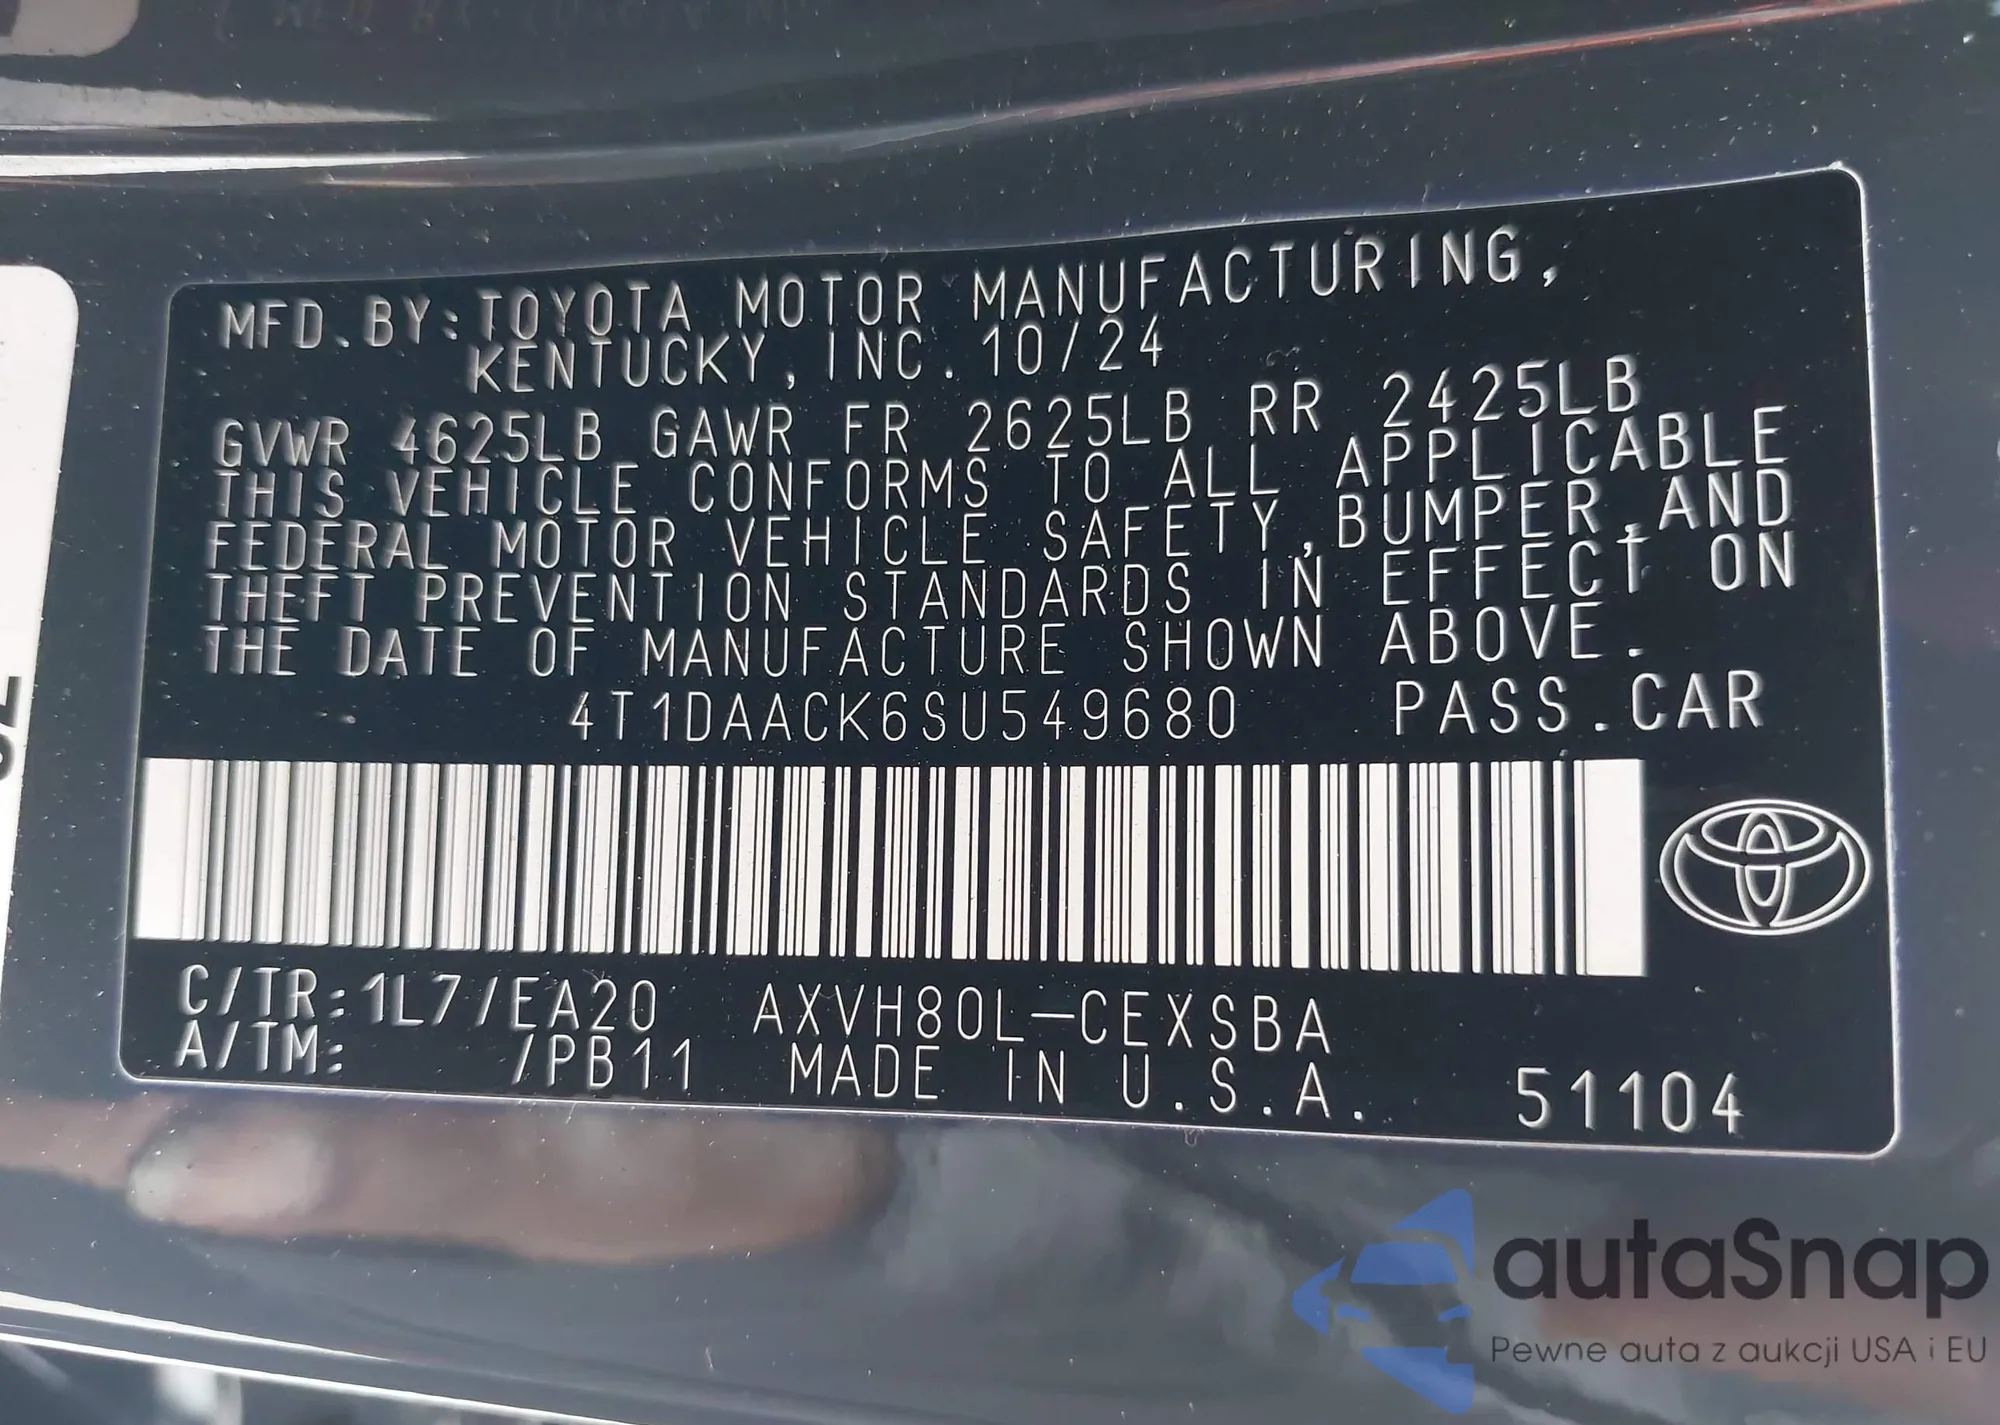 MFD.BY:TOYOTA MOTOR MANUFACTURING,
KENTUCKY, INC. 10/24
GVWR 4625LB GAWR FR 2625LB RR 2425LB
THIS VEHICLE CONFORMS TO ALL APPLICABLE
FEDERAL MOTOR VEHICLE SAFETY,BUMPER,AND
THEFT PREVENTION STANDARDS IN EFFECT ON
THE DATE OF MANUFACTURE SHOWN ABOVE.
4T1DAACK6SU549680 PASS.CAR
C/TR:1L7/EA20 AXVH80L-CEXSBA
A/TM: /PB11 MADE IN U.S.A. 51104
autaSnap
Pewne auta z aukcji USA i EU